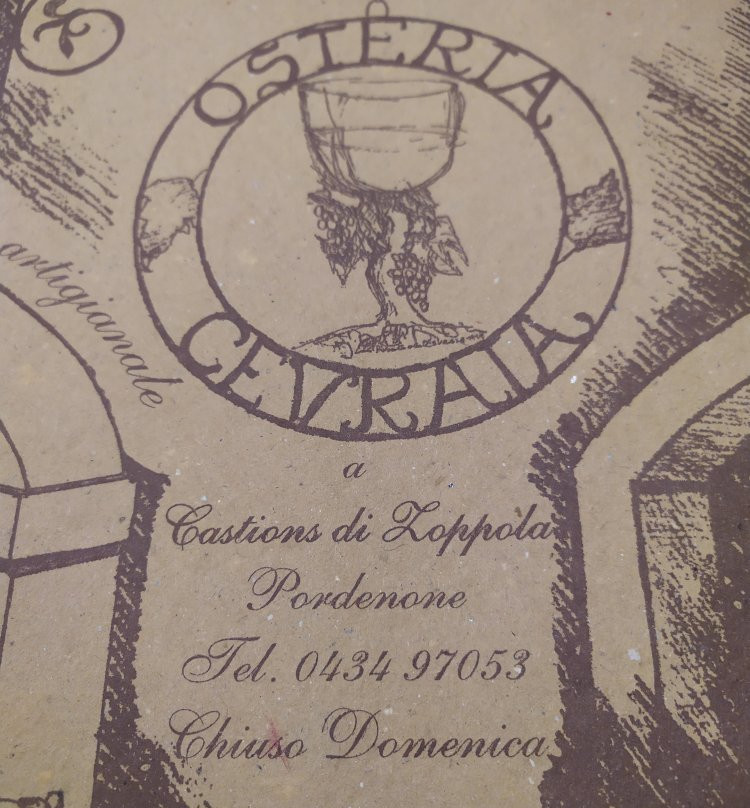 OSTERIA
CEVRAIA
artigianale
a
Castions di Zoppola
Pordenone
Tel. 0434 97053
Chiuso Domenica